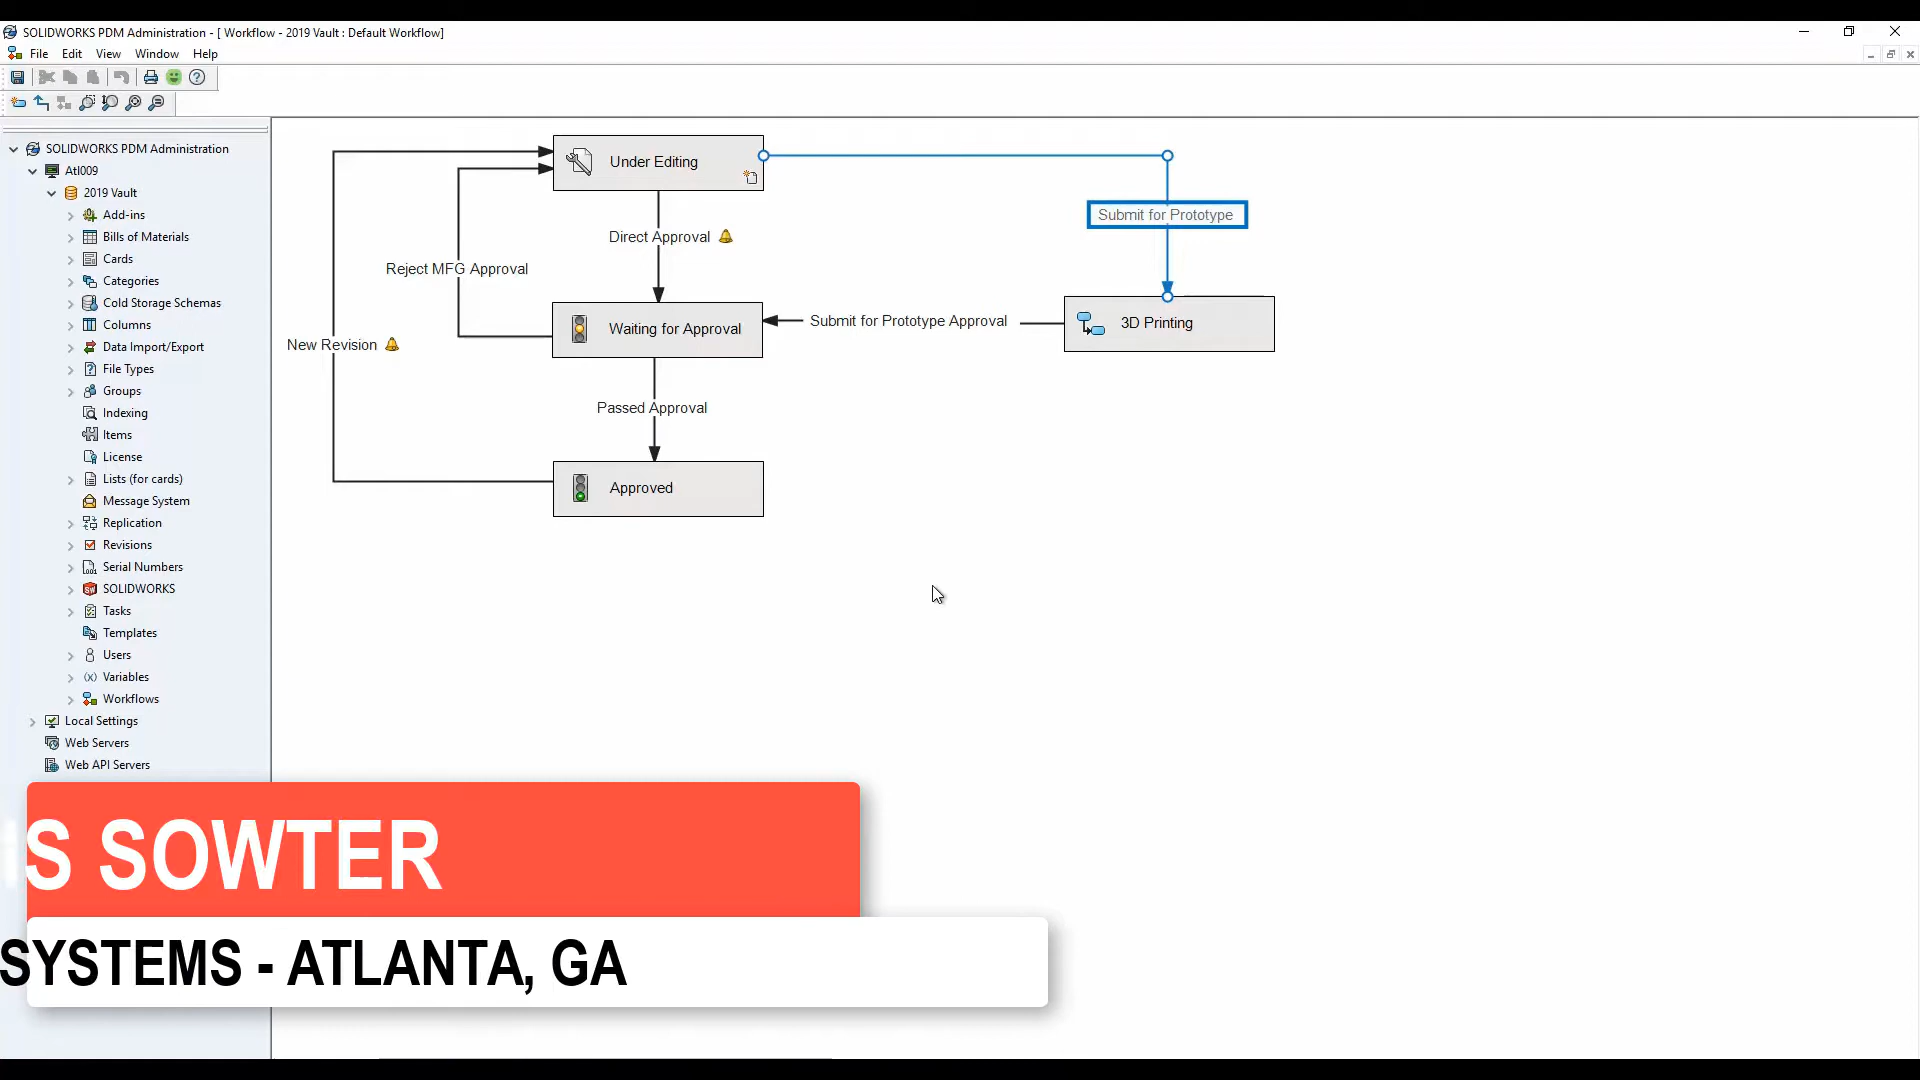 SOLIDWORKS PDM Administration - [ Workflow - 2019 Vault : Default Workflow]
File Edit View Window Help
SOLIDWORKS PDM Administration
Atl009
2019 Vault
Add-ins
Bills of Materials
Cards
Categories
Cold Storage Schemas
Columns
Data Import/Export
File Types
Groups
Indexing
Items
License
Lists (for cards)
Message System
Replication
Revisions
Serial Numbers
SOLIDWORKS
Tasks
Templates
Users
Variables
Workflows
Local Settings
Web Servers
Web API Servers
Under Editing
Submit for Prototype
Direct Approval
Reject MFG Approval
Waiting for Approval
Submit for Prototype Approval
3D Printing
New Revision
Passed Approval
Approved
IS SOWTER
SYSTEMS - ATLANTA, GA